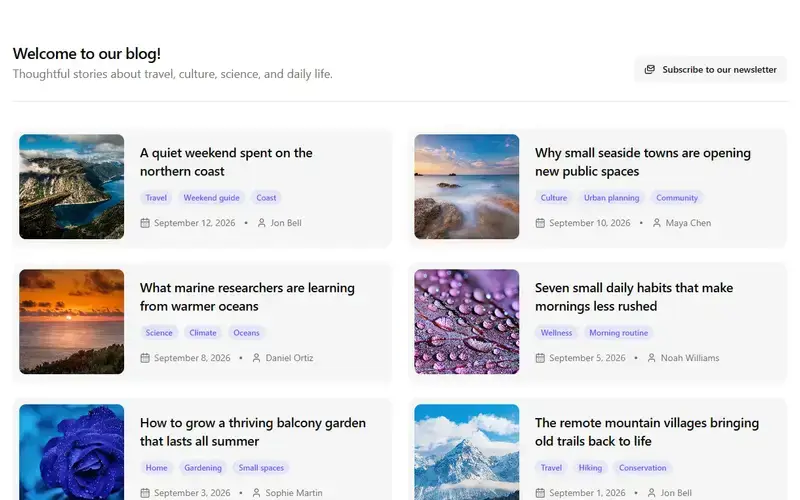 Welcome to our blog!
Thoughtful stories about travel, culture, science, and daily life.
Subscribe to our newsletter
A quiet weekend spent on the
northern coast
Travel Weekend guide Coast
September 12, 2026 • Jon Bell
Why small seaside towns are opening
new public spaces
Culture Urban planning Community
September 10, 2026 • Maya Chen
What marine researchers are learning
from warmer oceans
Science Climate Oceans
September 8, 2026 • Daniel Ortiz
Seven small daily habits that make
mornings less rushed
Wellness Morning routine
September 5, 2026 • Noah Williams
How to grow a thriving balcony garden
that lasts all summer
Home Gardening Small spaces
September 3, 2026 • Sophie Martin
The remote mountain villages bringing
old trails back to life
Travel Hiking Conservation
September 1, 2026 • Jon Bell